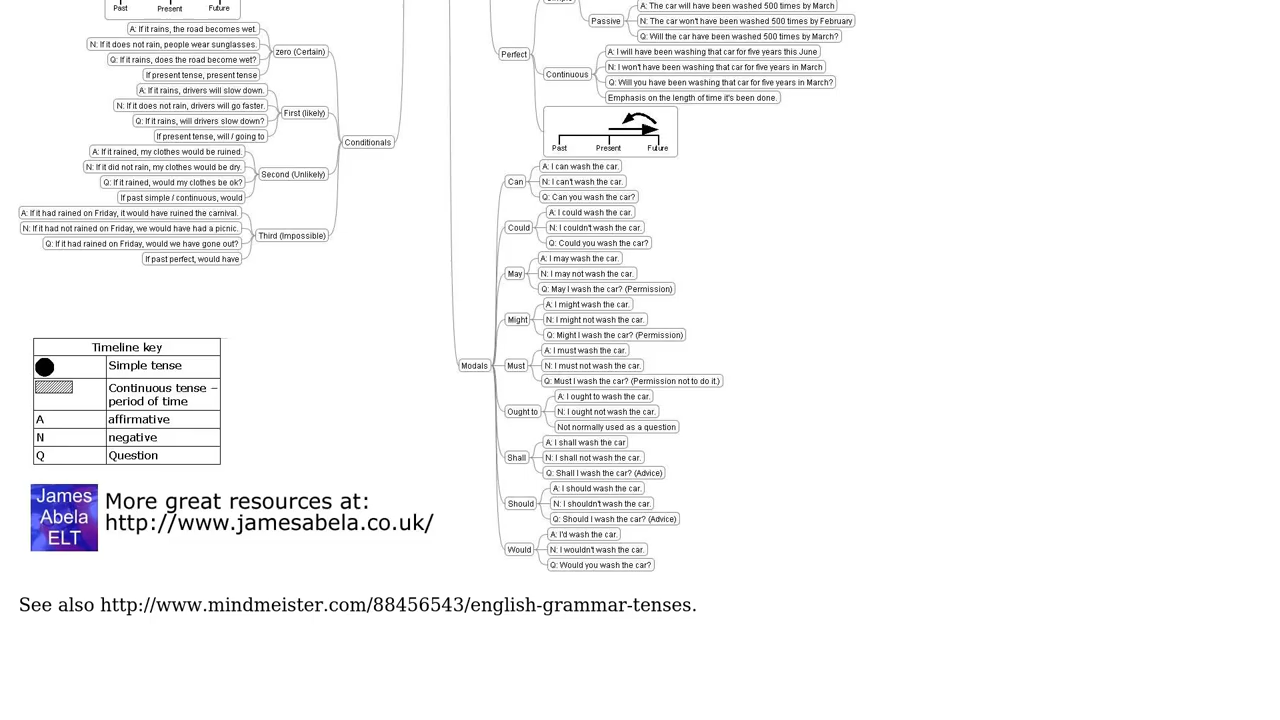 Past Present Future
A: If it rains, the road becomes wet.
N: If it does not rain, people wear sunglasses.
Q: If it rains, does the road become wet?
If present tense, present tense
zero (Certain)
A: If it rains, drivers will slow down.
N: If it does not rain, drivers will go faster.
Q: If it rains, will drivers slow down?
If present tense, will / going to
First (likely)
A: If it rained, my clothes would be ruined.
N: If it did not rain, my clothes would be dry.
Q: If it rained, would my clothes be ok?
If past simple / continuous, would
Second (Unlikely)
A: If it had rained on Friday, it would have ruined the carnival.
N: If it had not rained on Friday, we would have had a picnic.
Q: If it had rained on Friday, would we have gone out?
If past perfect, would have
Third (Impossible)
Conditionals
A: The car will have been washed 500 times by March
N: The car won't have been washed 500 times by February
Q: Will the car have been washed 500 times by March?
Passive
Perfect
Continuous
A: I will have been washing that car for five years this June
N: I won't have been washing that car for five years in March
Q: Will you have been washing that car for five years in March?
Emphasis on the length of time it's been done.
Past Present Future
Modals
Can
A: I can wash the car.
N: I can't wash the car.
Q: Can you wash the car?
Could
A: I could wash the car.
N: I couldn't wash the car.
Q: Could you wash the car?
May
A: I may wash the car.
N: I may not wash the car.
Q: May I wash the car? (Permission)
Might
A: I might wash the car.
N: I might not wash the car.
Q: Might I wash the car? (Permission)
Must
A: I must wash the car.
N: I must not wash the car.
Q: Must I wash the car? (Permission not to do it.)
Ought to
A: I ought to wash the car.
N: I ought not wash the car.
Not normally used as a question
Shall
A: I shall wash the car
N: I shall not wash the car.
Q: Shall I wash the car? (Advice)
Should
A: I should wash the car.
N: I shouldn't wash the car.
Q: Should I wash the car? (Advice)
Would
A: I'd wash the car.
N: I wouldn't wash the car.
Q: Would you wash the car?
Timeline key
Simple tense
Continuous tense –
period of time
A affirmative
N negative
Q Question
James
Abela
ELT
More great resources at:
http://www.jamesabela.co.uk/
See also http://www.mindmeister.com/88456543/english-grammar-tenses.